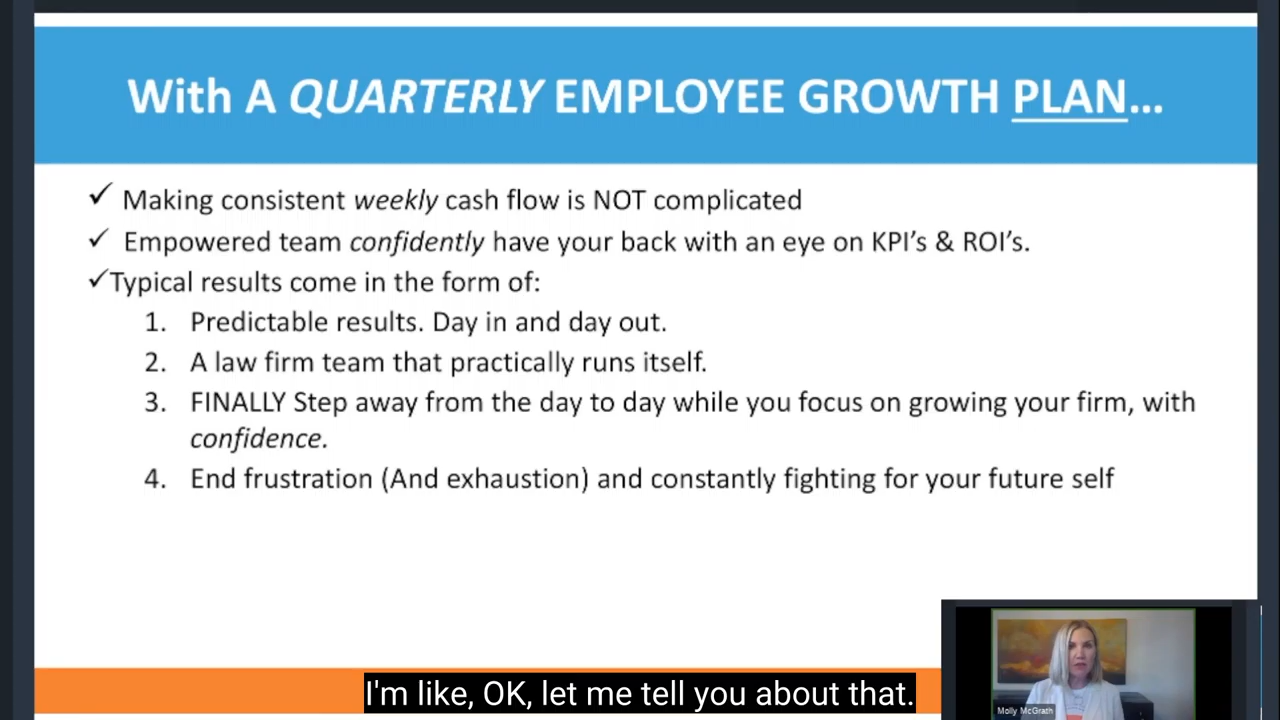 With A QUARTERLY EMPLOYEE GROWTH PLAN...
✓ Making consistent weekly cash flow is NOT complicated
✓ Empowered team confidently have your back with an eye on KPI's & ROI's.
✓Typical results come in the form of:
1. Predictable results. Day in and day out.
2. A law firm team that practically runs itself.
3. FINALLY Step away from the day to day while you focus on growing your firm, with
confidence.
4. End frustration (And exhaustion) and constantly fighting for your future self
I'm like, OK, let me tell you about that.
Molly McGrath